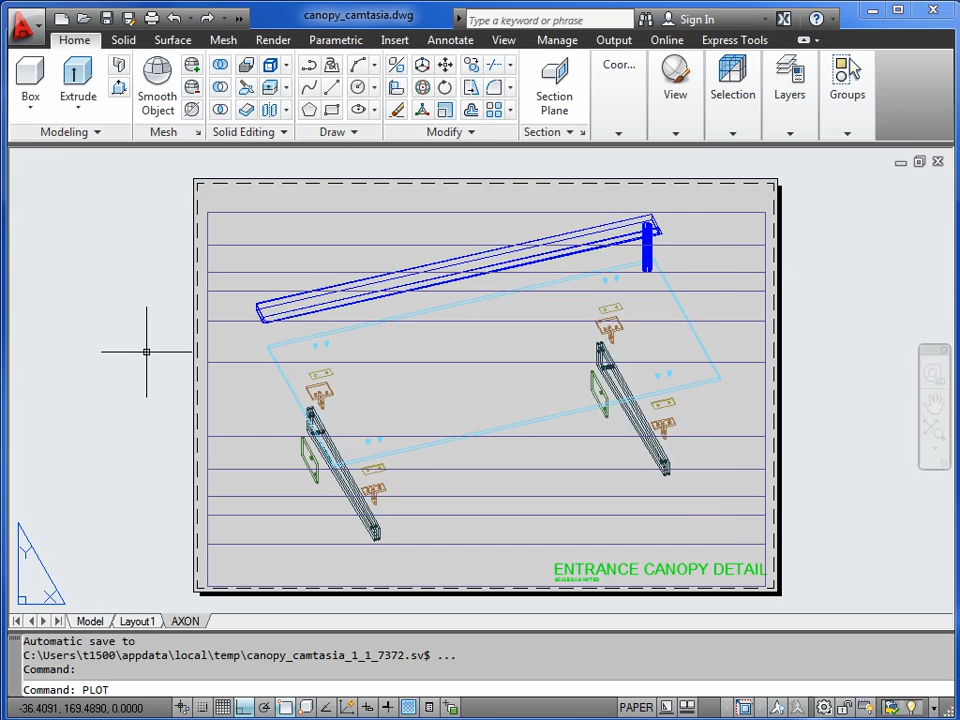 canopy_camtasia.dwg
Type a keyword or phrase
Sign In
Home Solid Surface Mesh Render Parametric Insert Annotate View Manage Output Online Express Tools
Box
Extrude
Smooth
Object
Section
Plane
Coor...
View
Selection
Layers
Groups
Modeling Mesh Solid Editing Draw Modify Section
ENTRANCE CANOPY DETAIL
Y
X
Model Layout1 AXON
Automatic save to
C:\Users\t1500\appdata\local\temp\canopy_camtasia_1_1_7372.sv$ ...
Command:
Command: PLOT
-36.4091, 169.4890, 0.0000
PAPER